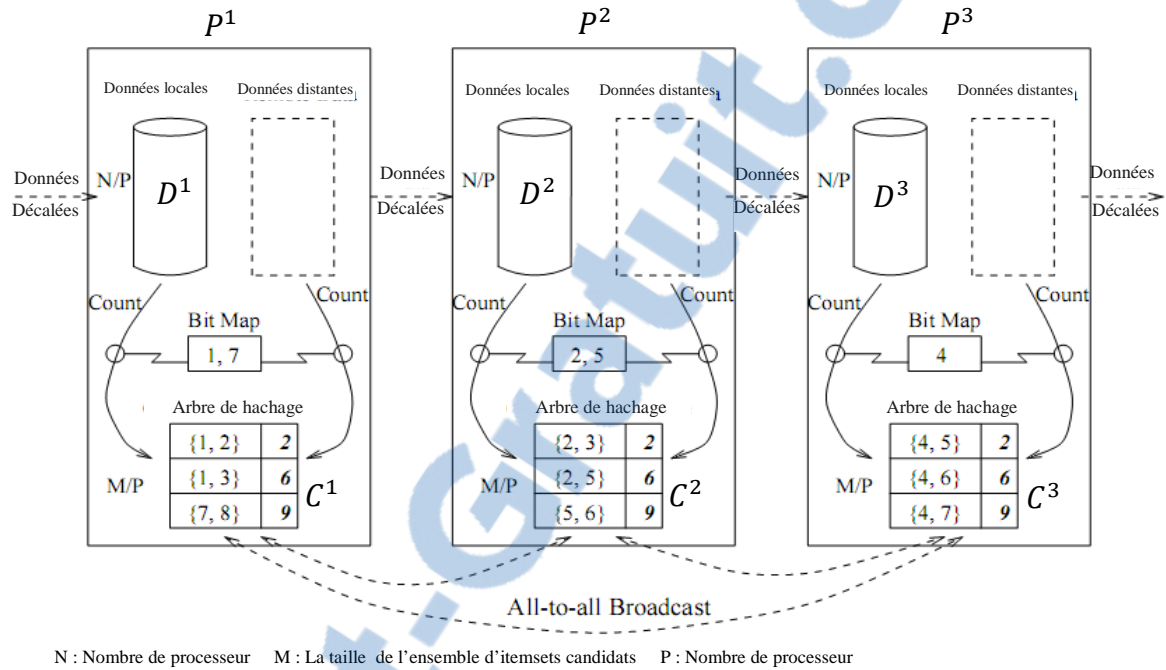 P¹ P² P³
Données locales Données distantes Données locales Données distantes Données locales Données distantes
Données Décalées
N/P
D¹
Données Décalées
N/P
D²
Données Décalées
N/P
D³
Données Décalées
Count Count Count Count Count Count
Bit Map Bit Map Bit Map
1, 7 2, 5 4
Arbre de hachage Arbre de hachage Arbre de hachage
M/P
{1, 2} 2
{1, 3} 6
{7, 8} 9
C¹
M/P
{2, 3} 2
{2, 5} 6
{5, 6} 9
C²
M/P
{4, 5} 2
{4, 6} 6
{4, 7} 9
C³
All-to-all Broadcast
N : Nombre de processeur M : La taille de l’ensemble d’itemsets candidats P : Nombre de processeur